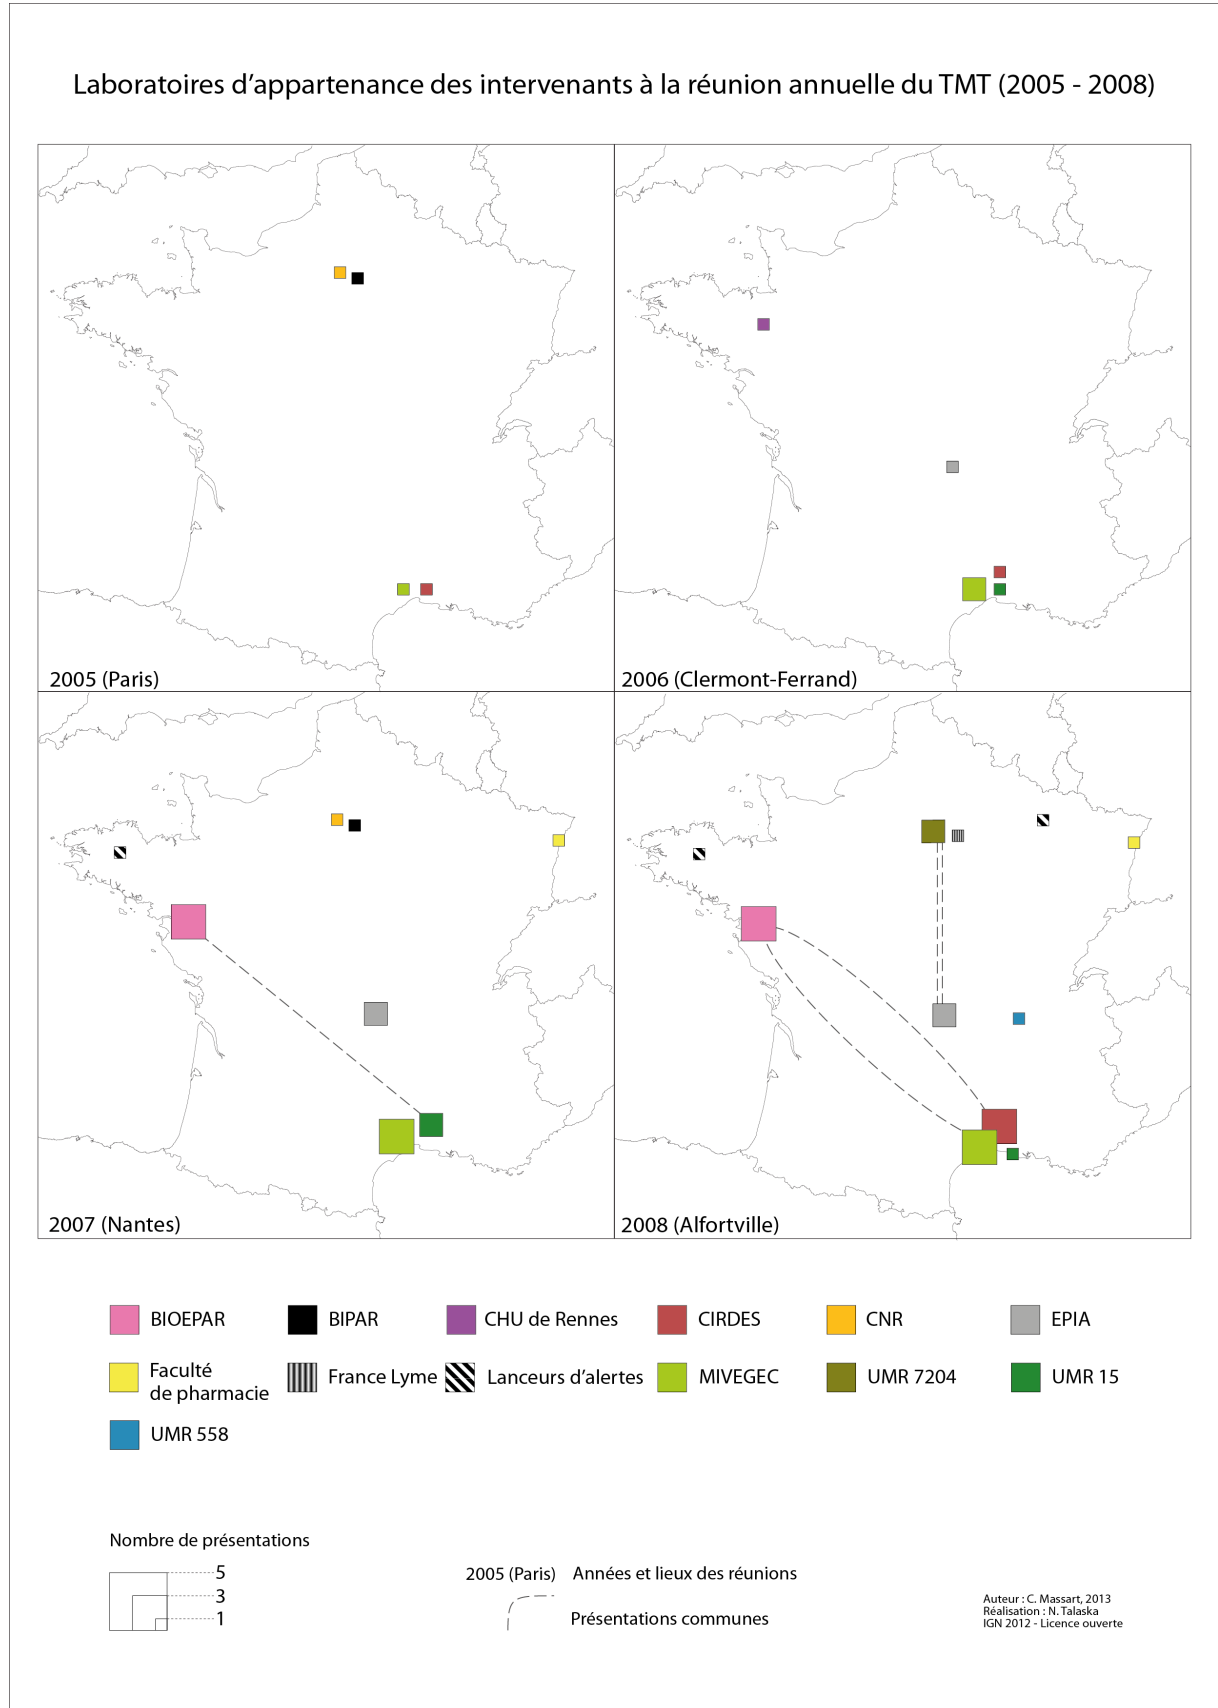 Laboratoires d’appartenance des intervenants à la réunion annuelle du TMT (2005 - 2008)
2005 (Paris)
2006 (Clermont-Ferrand)
2007 (Nantes)
2008 (Alfortville)
BIOEPAR
BIPAR
CHU de Rennes
CIRDES
CNR
EPIA
Faculté
de pharmacie
France Lyme
Lanceurs d’alertes
MIVEGEC
UMR 7204
UMR 15
UMR 558
Nombre de présentations
5
3
1
2005 (Paris)
Années et lieux des réunions
Présentations communes
Auteur : C. Massart, 2013
Réalisation : N. Talaska
IGN 2012 - Licence ouverte